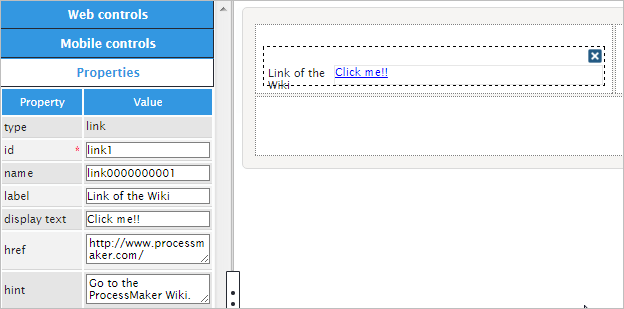 Web controls
Mobile controls
Properties
Property Value
type link
id * link1
name link0000000001
label Link of the Wiki
display text Click me!!
href http://www.processm
aker.com/
hint Go to the
ProcessMaker Wiki.
Link of the Click me!!
Wiki